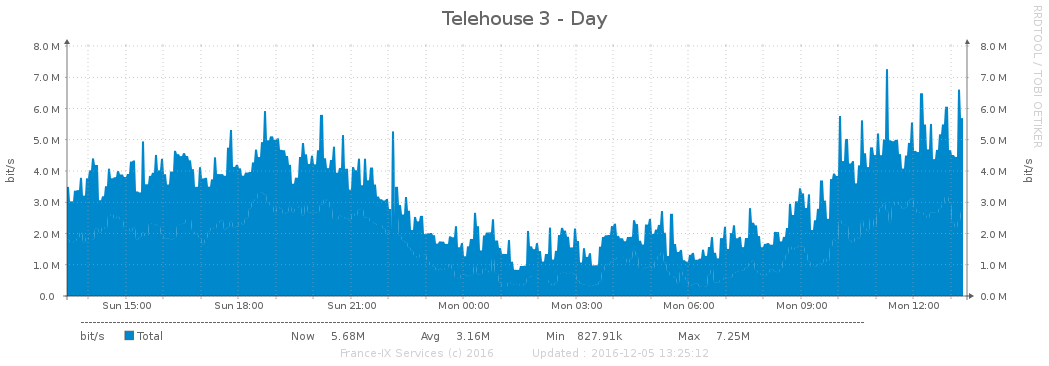 Telehouse 3 - Day
RRDTOOL / TOBI OETIKER
8.0 M 8.0 M
7.0 M 7.0 M
6.0 M 6.0 M
5.0 M 5.0 M
4.0 M 4.0 M
3.0 M 3.0 M
2.0 M 2.0 M
1.0 M 1.0 M
0.0 0.0 M
bit/s
bit/s
Sun 15:00 Sun 18:00 Sun 21:00 Mon 00:00 Mon 03:00 Mon 06:00 Mon 09:00 Mon 12:00
bit/s Total Now 5.68M Avg 3.16M Min 827.91k Max 7.25M
France-IX Services (c) 2016 Updated : 2016-12-05 13:25:12